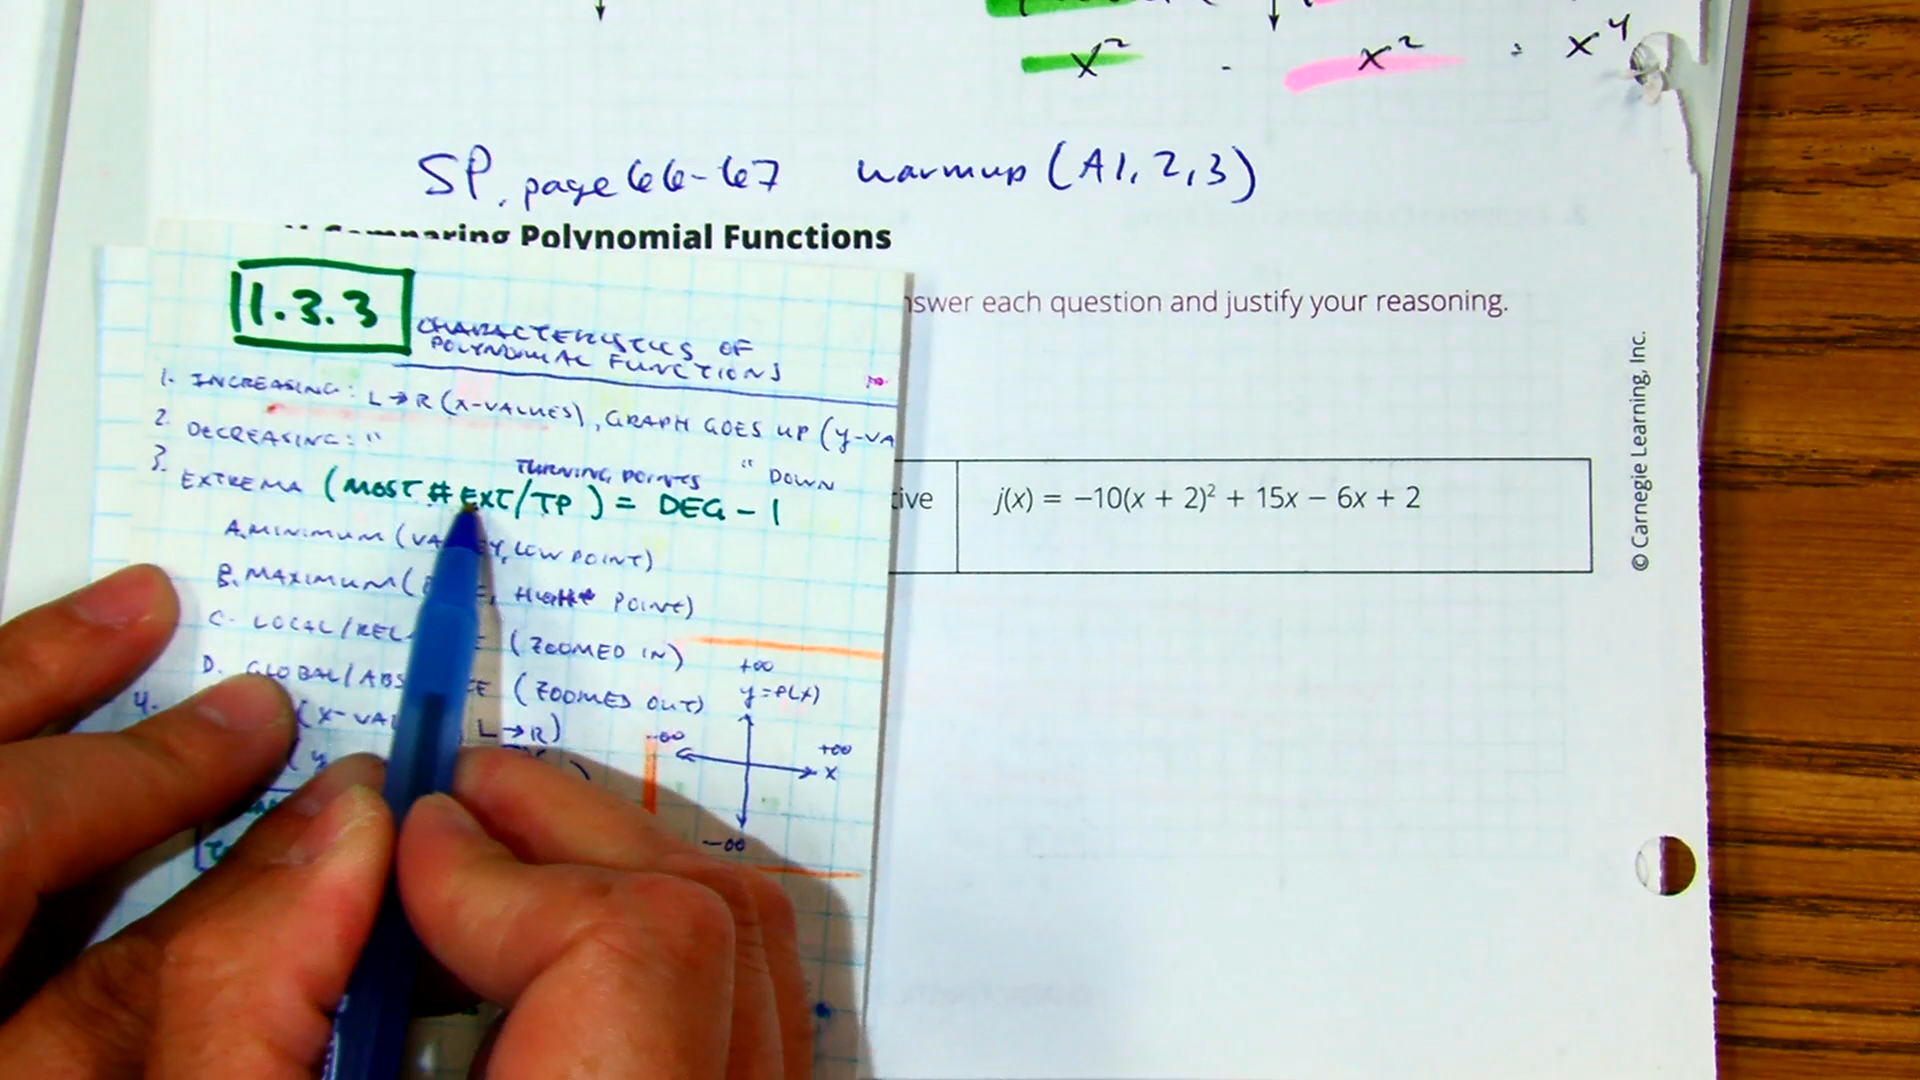 x² · x² = x⁴
SP. page 66-67 warmup (A1, 2, 3)
Comparing Polynomial Functions
1.3.3
CHARACTERISTICS OF
POLYNOMIAL FUNCTIONS
nswer each question and justify your reasoning.
1. INCREASING: L→R (X-VALUES), GRAPH GOES UP (y-VA
2. DECREASING: " " DOWN
TURNING POINTS
3. EXTREMA (MOST # EXT/TP) = DEG - 1
A. MINIMUM (VA Y, LOW POINT)
B. MAXIMUM ( POINT)
C. LOCAL/REL E (ZOOMED IN)
D. GLOBAL/ABS (ZOOMED OUT)
4. (X-VAL L→R)
(y
+∞
y=P(x)
-∞ +∞
x
-∞
tive j(x) = −10(x + 2)² + 15x − 6x + 2
© Carnegie Learning, Inc.